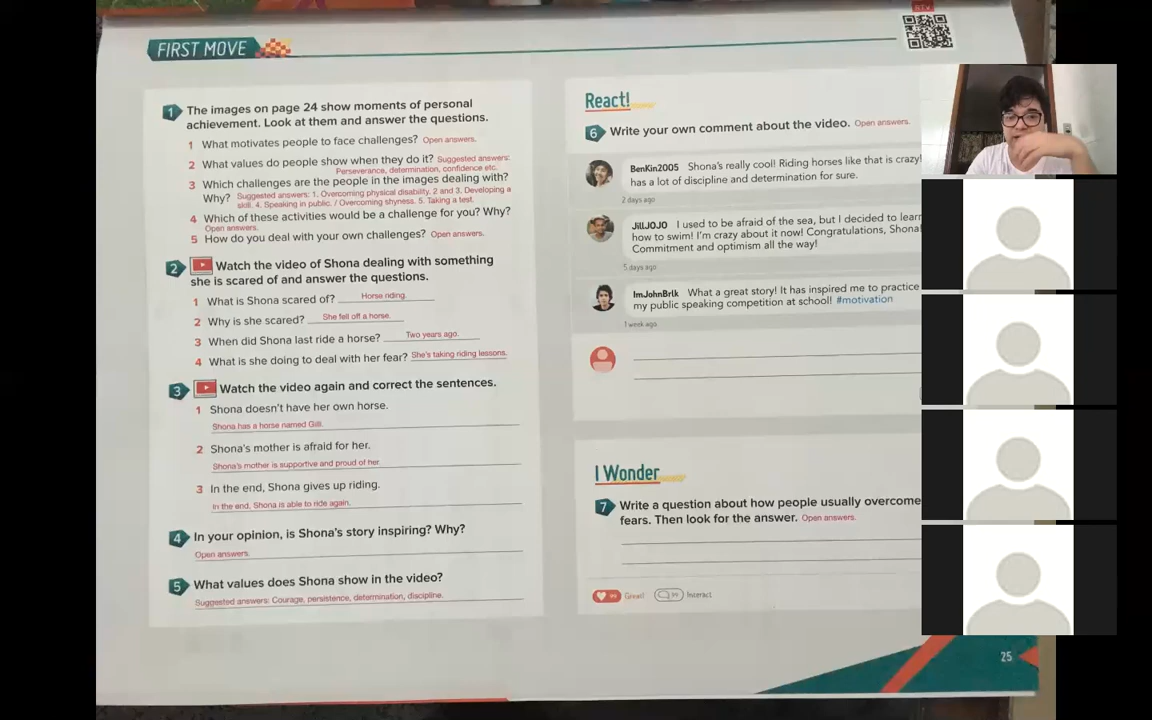 FIRST MOVE
1 The images on page 24 show moments of personal
achievement. Look at them and answer the questions.
1 What motivates people to face challenges? Open answers.
2 What values do people show when they do it? Suggested answers:
Perseverance, determination, confidence etc.
3 Which challenges are the people in the images dealing with?
Why? Suggested answers: 1. Overcoming physical disability. 2 and 3. Developing a
skill. 4. Speaking in public. / Overcoming shyness. 5. Taking a test.
4 Which of these activities would be a challenge for you? Why?
Open answers.
5 How do you deal with your own challenges? Open answers.
2 Watch the video of Shona dealing with something
she is scared of and answer the questions.
1 What is Shona scared of? Horse riding.
2 Why is she scared? She fell off a horse.
3 When did Shona last ride a horse? Two years ago.
4 What is she doing to deal with her fear? She's taking riding lessons.
3 Watch the video again and correct the sentences.
1 Shona doesn't have her own horse.
Shona has a horse named Gilli.
2 Shona's mother is afraid for her.
Shona's mother is supportive and proud of her.
3 In the end, Shona gives up riding.
In the end, Shona is able to ride again.
4 In your opinion, is Shona's story inspiring? Why?
Open answers.
5 What values does Shona show in the video?
Suggested answers: Courage, persistence, determination, discipline.
React!
6 Write your own comment about the video. Open answers.
BenKin2005 Shona's really cool! Riding horses like that is crazy!
has a lot of discipline and determination for sure.
2 days ago
JillJOJO I used to be afraid of the sea, but I decided to learn
how to swim! I'm crazy about it now! Congratulations, Shona!
Commitment and optimism all the way!
5 days ago
ImJohnBrlk What a great story! It has inspired me to practice
my public speaking competition at school! #motivation
1 week ago
I Wonder
7 Write a question about how people usually overcome
fears. Then look for the answer. Open answers.
99 Great! 99 Interact
25